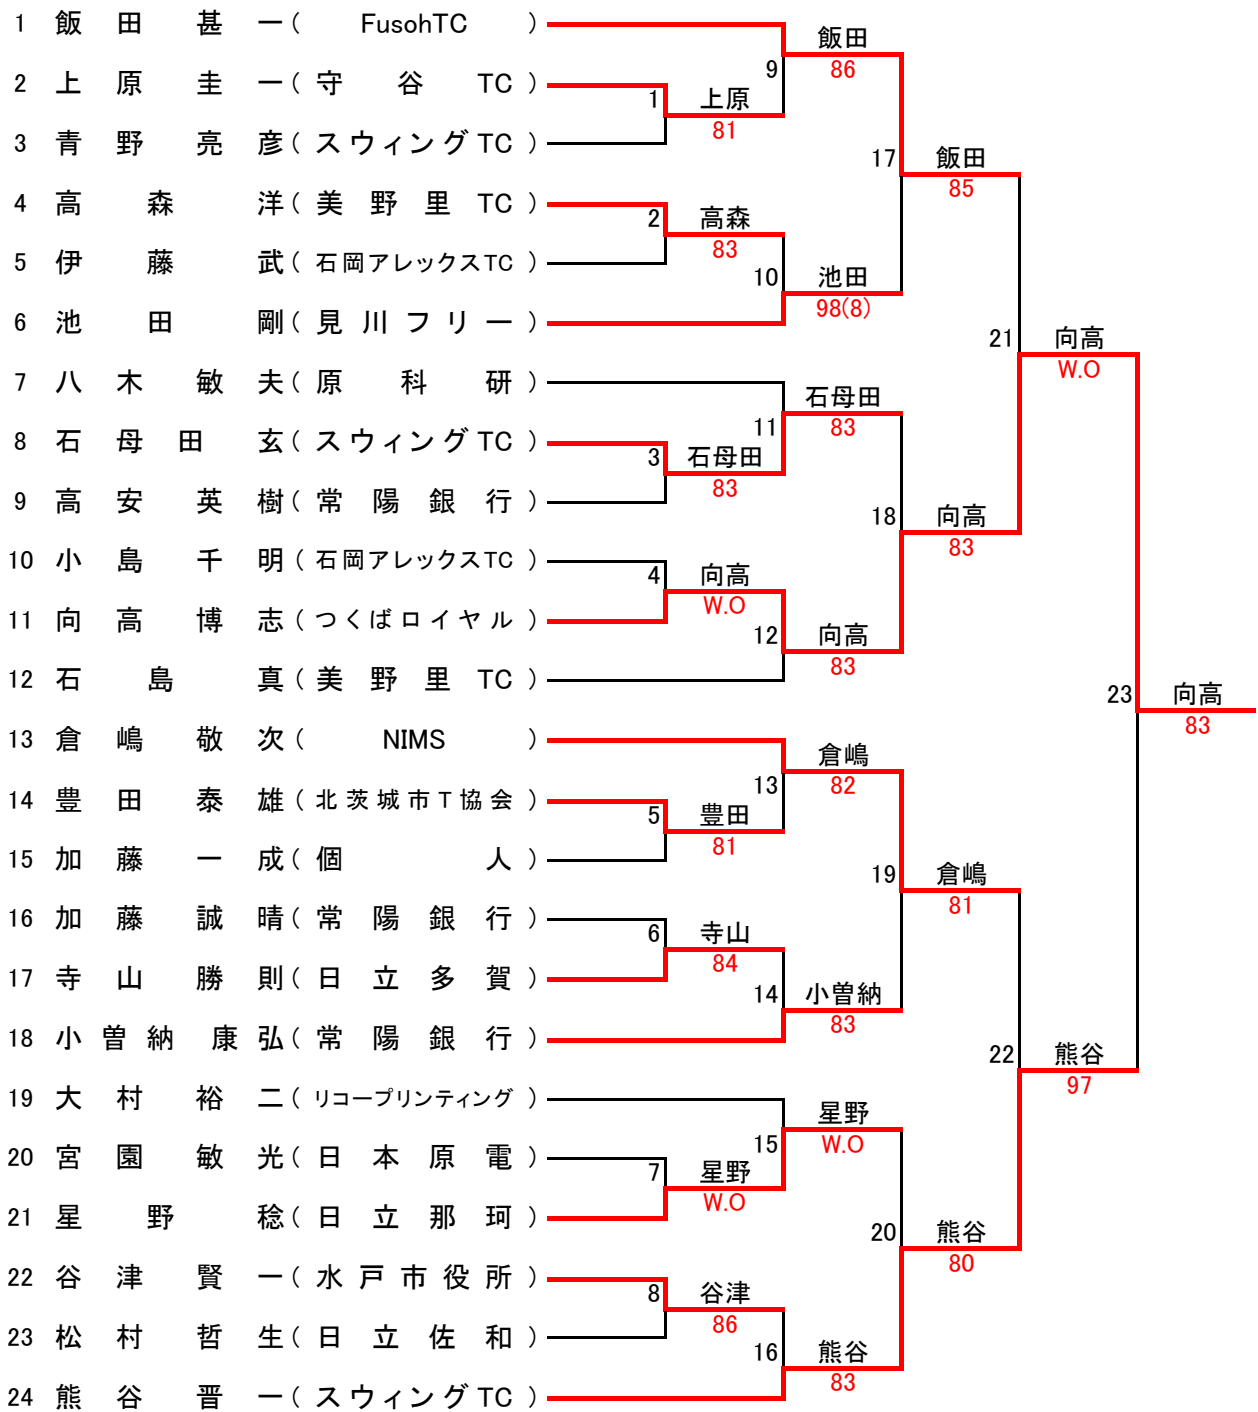 1 飯田甚一 ( FusohTC )
飯田
9 86
2 上原圭一 ( 守谷TC )
1 上原
81
3 青野亮彦 ( スウィングTC )
17 飯田
85
4 高森洋 ( 美野里TC )
2 高森
83
5 伊藤武 ( 石岡アレックスTC )
10 池田
98(8)
6 池田剛 ( 見川フリー )
21 向高
W.O
7 八木敏夫 ( 原科研 )
石母田
11 83
8 石母田玄 ( スウィングTC )
3 石母田
83
9 高安英樹 ( 常陽銀行 )
18 向高
83
10 小島千明 ( 石岡アレックスTC )
4 向高
W.O
11 向高博志 ( つくばロイヤル )
12 向高
83
12 石島真 ( 美野里TC )
23 向高
83
13 倉嶋敬次 ( NIMS )
倉嶋
13 82
14 豊田泰雄 ( 北茨城市T協会 )
5 豊田
81
15 加藤一成 ( 個人 )
19 倉嶋
81
16 加藤誠晴 ( 常陽銀行 )
6 寺山
84
17 寺山勝則 ( 日立多賀 )
14 小曽納
83
18 小曽納康弘 ( 常陽銀行 )
22 熊谷
97
19 大村裕二 ( リコープリンティング )
星野
15 W.O
20 宮園敏光 ( 日本原電 )
7 星野
W.O
21 星野稔 ( 日立那珂 )
20 熊谷
80
22 谷津賢一 ( 水戸市役所 )
8 谷津
86
23 松村哲生 ( 日立佐和 )
16 熊谷
83
24 熊谷晋一 ( スウィングTC )